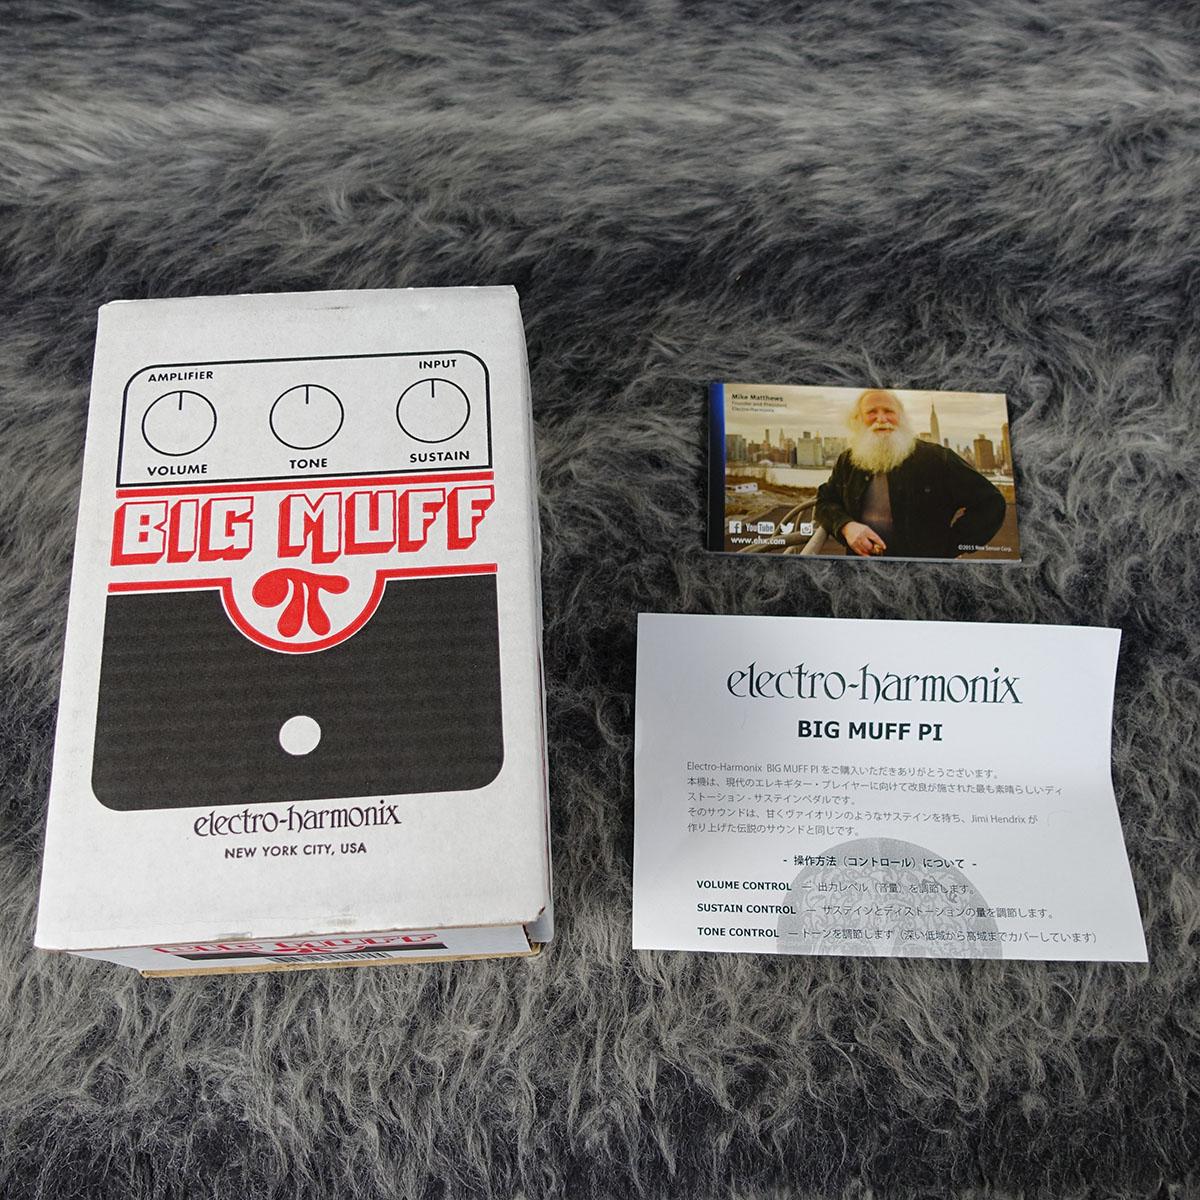 AMPLIFIER
INPUT
VOLUME
TONE
SUSTAIN
BIG MUFF
π
electro-harmonix
NEW YORK CITY, USA
BIG MUFF
Mike Matthews
Founder and President
Electro-Harmonix
YouTube
www.ehx.com
©2015 New Sensor Corp.
electro-harmonix
BIG MUFF PI
Electro-Harmonix BIG MUFF PI をご購入いただきありがとうございます。
本機は、現代のエレキギター・プレイヤーに向けて改良が施された最も素晴らしいディ
ストーション - サステインペダルです。
そのサウンドは、甘くヴァイオリンのようなサステインを持ち、Jimi Hendrix が
作り上げた伝説のサウンドと同じです。
- 操作方法（コントロール）について -
VOLUME CONTROL — 出力レベル（音量）を調節します。
SUSTAIN CONTROL — サステインとディストーションの量を調節します。
TONE CONTROL — トーンを調節します（深い低域から高域までカバーしています）